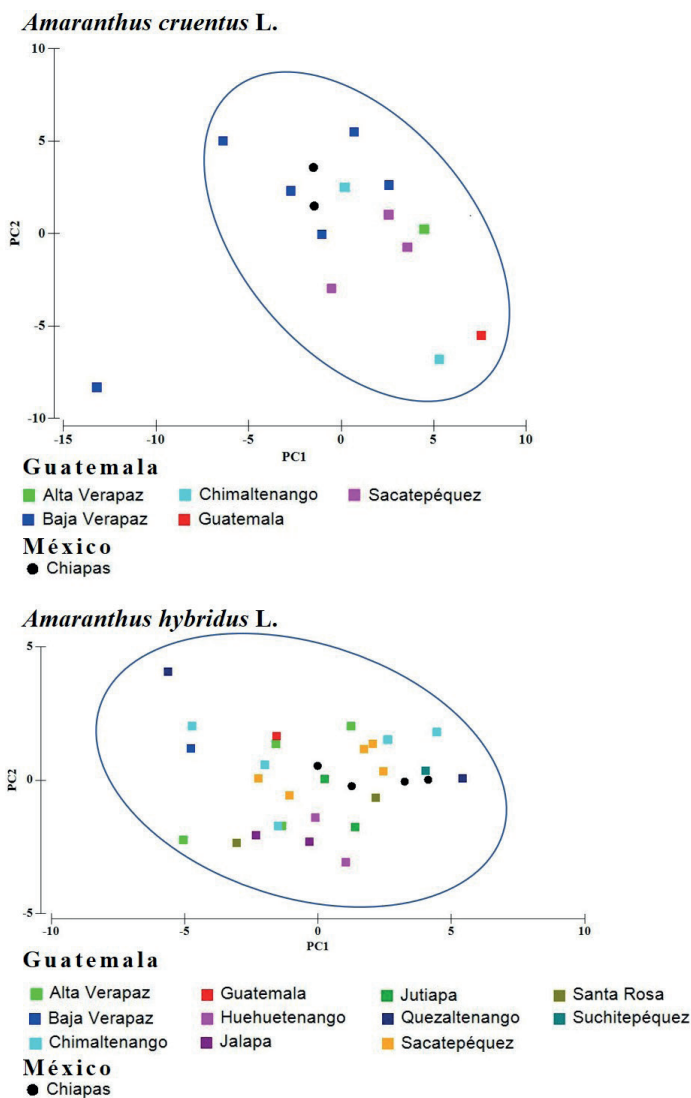 Amaranthus cruentus L.
10
5
0
-5
-10
PC2
-15 -10 -5 0 5 10
PC1
Guatemala
Alta Verapaz Chimaltenango Sacatepéquez
Baja Verapaz Guatemala
México
Chiapas
Amaranthus hybridus L.
5
0
-5
PC2
-10 -5 0 5 10
PC1
Guatemala
Alta Verapaz Guatemala Jutiapa Santa Rosa
Baja Verapaz Huehuetenango Quezaltenango Suchitepéquez
Chimaltenango Jalapa Sacatepéquez
México
Chiapas